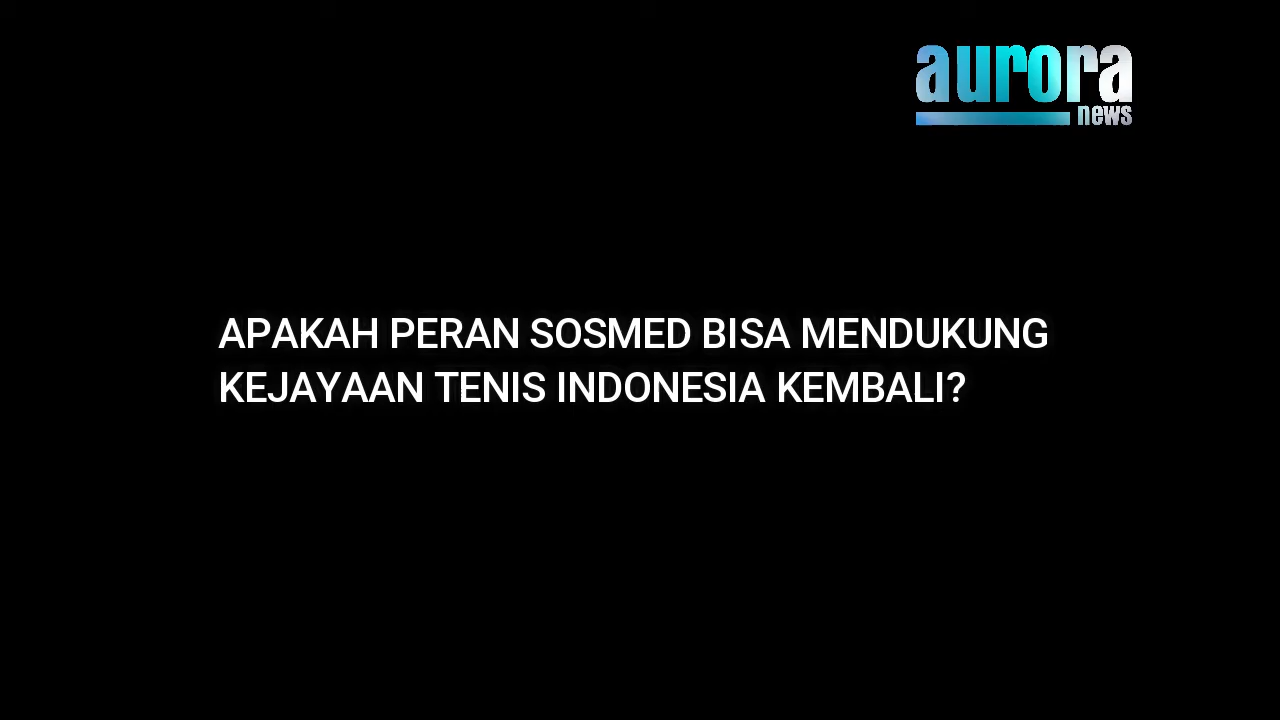 aurora
news
APAKAH PERAN SOSMED BISA MENDUKUNG
KEJAYAAN TENIS INDONESIA KEMBALI?